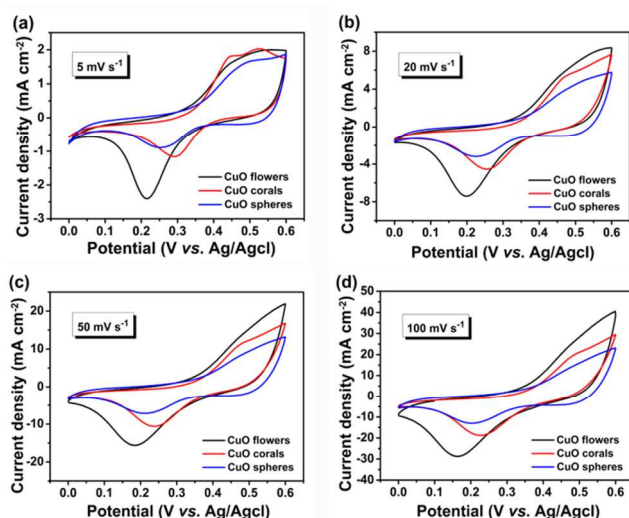 (a)
Current density (mA cm-2)
2
1
0
-1
-2
-3
5 mV s-1
CuO flowers
CuO corals
CuO spheres
0.0 0.1 0.2 0.3 0.4 0.5 0.6
Potential (V vs. Ag/Agcl)
(b)
Current density (mA cm-2)
8
4
0
-4
-8
20 mV s-1
CuO flowers
CuO corals
CuO spheres
0.0 0.1 0.2 0.3 0.4 0.5 0.6
Potential (V vs. Ag/Agcl)
(c)
Current density (mA cm-2)
20
10
0
-10
-20
50 mV s-1
CuO flowers
CuO corals
CuO spheres
0.0 0.1 0.2 0.3 0.4 0.5 0.6
Potential (V vs. Ag/Agcl)
(d)
Current density (mA cm-2)
50
40
30
20
10
0
-10
-20
-30
-40
100 mV s-1
CuO flowers
CuO corals
CuO spheres
0.0 0.1 0.2 0.3 0.4 0.5 0.6
Potential (V vs. Ag/Agcl)